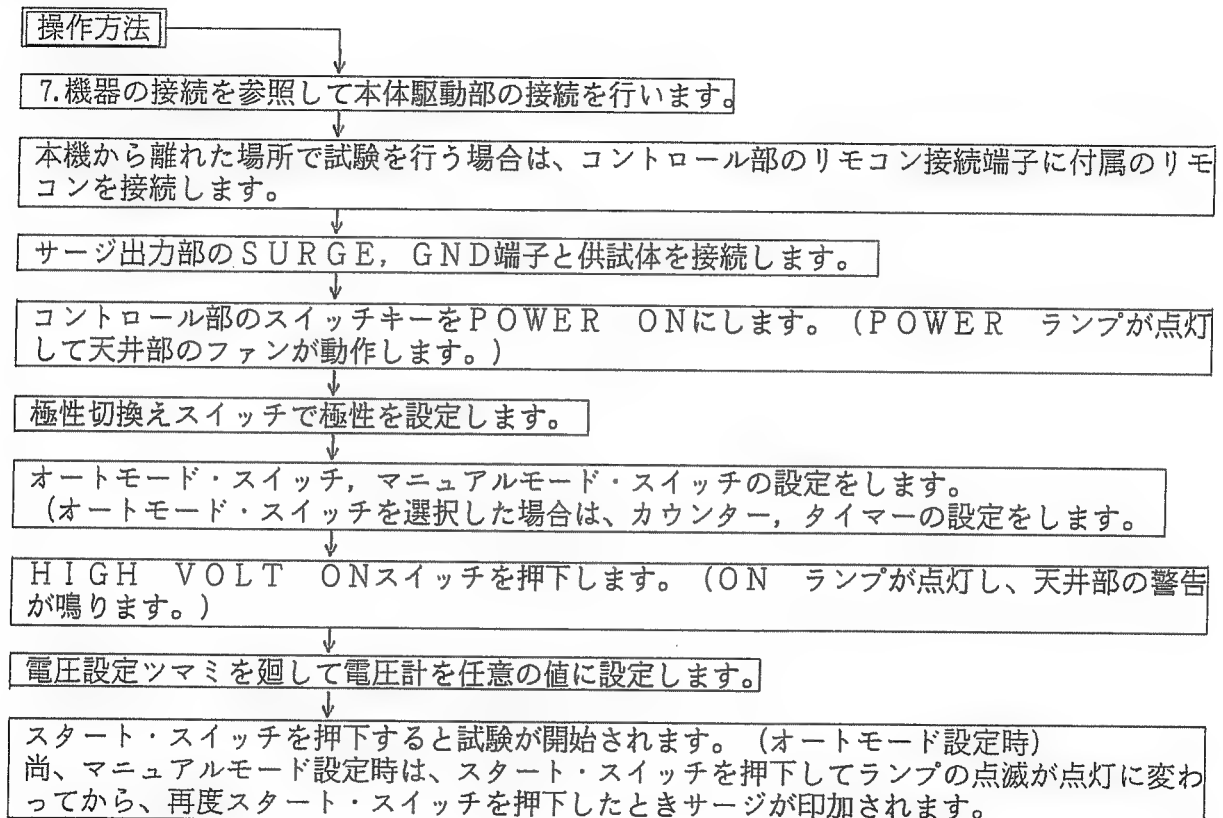 操作方法
7.機器の接続を参照して本体駆動部の接続を行います。
本機から離れた場所で試験を行う場合は、コントロール部のリモコン接続端子に付属のリモ
コンを接続します。
サージ出力部のSURGE, GND端子と供試体を接続します。
コントロール部のスイッチキーをPOWER ONにします。(POWER ランプが点灯
して天井部のファンが動作します。)
極性切換えスイッチで極性を設定します。
オートモード・スイッチ, マニュアルモード・スイッチの設定をします。
(オートモード・スイッチを選択した場合は、カウンター, タイマーの設定をします。
HIGH VOLT ONスイッチを押下します。(ON ランプが点灯し、天井部の警告
が鳴ります。)
電圧設定ツマミを廻して電圧計を任意の値に設定します。
スタート・スイッチを押下すると試験が開始されます。(オートモード設定時)
尚、マニュアルモード設定時は、スタート・スイッチを押下してランプの点滅が点灯に変わ
ってから、再度スタート・スイッチを押下したときサージが印加されます。